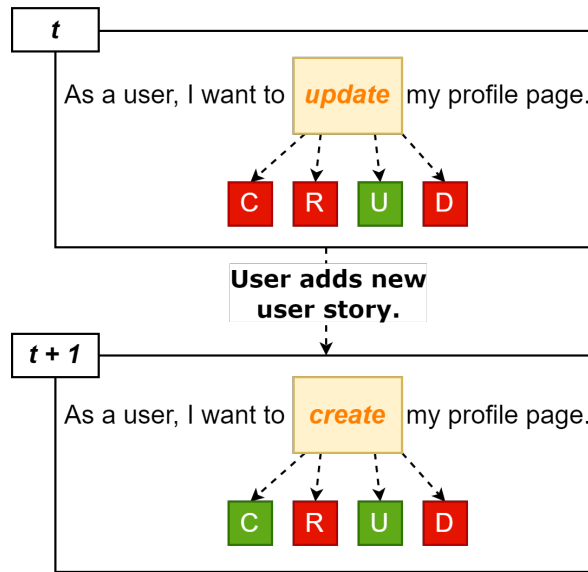 t
As a user, I want to update my profile page.
C R U D
User adds new
user story.
t + 1
As a user, I want to create my profile page.
C R U D